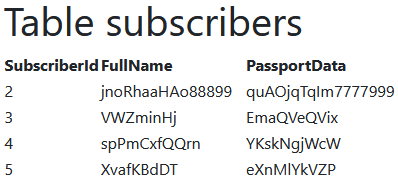 Table subscribers
SubscriberId FullName PassportData
2 jnoRhaaHAo88899 quAOjqTqIm7777999
3 VWZminHj EmaQVeQVix
4 spPmCxfQQrn YKskNgjWcW
5 XvafKBdDT eXnMlYkVZP